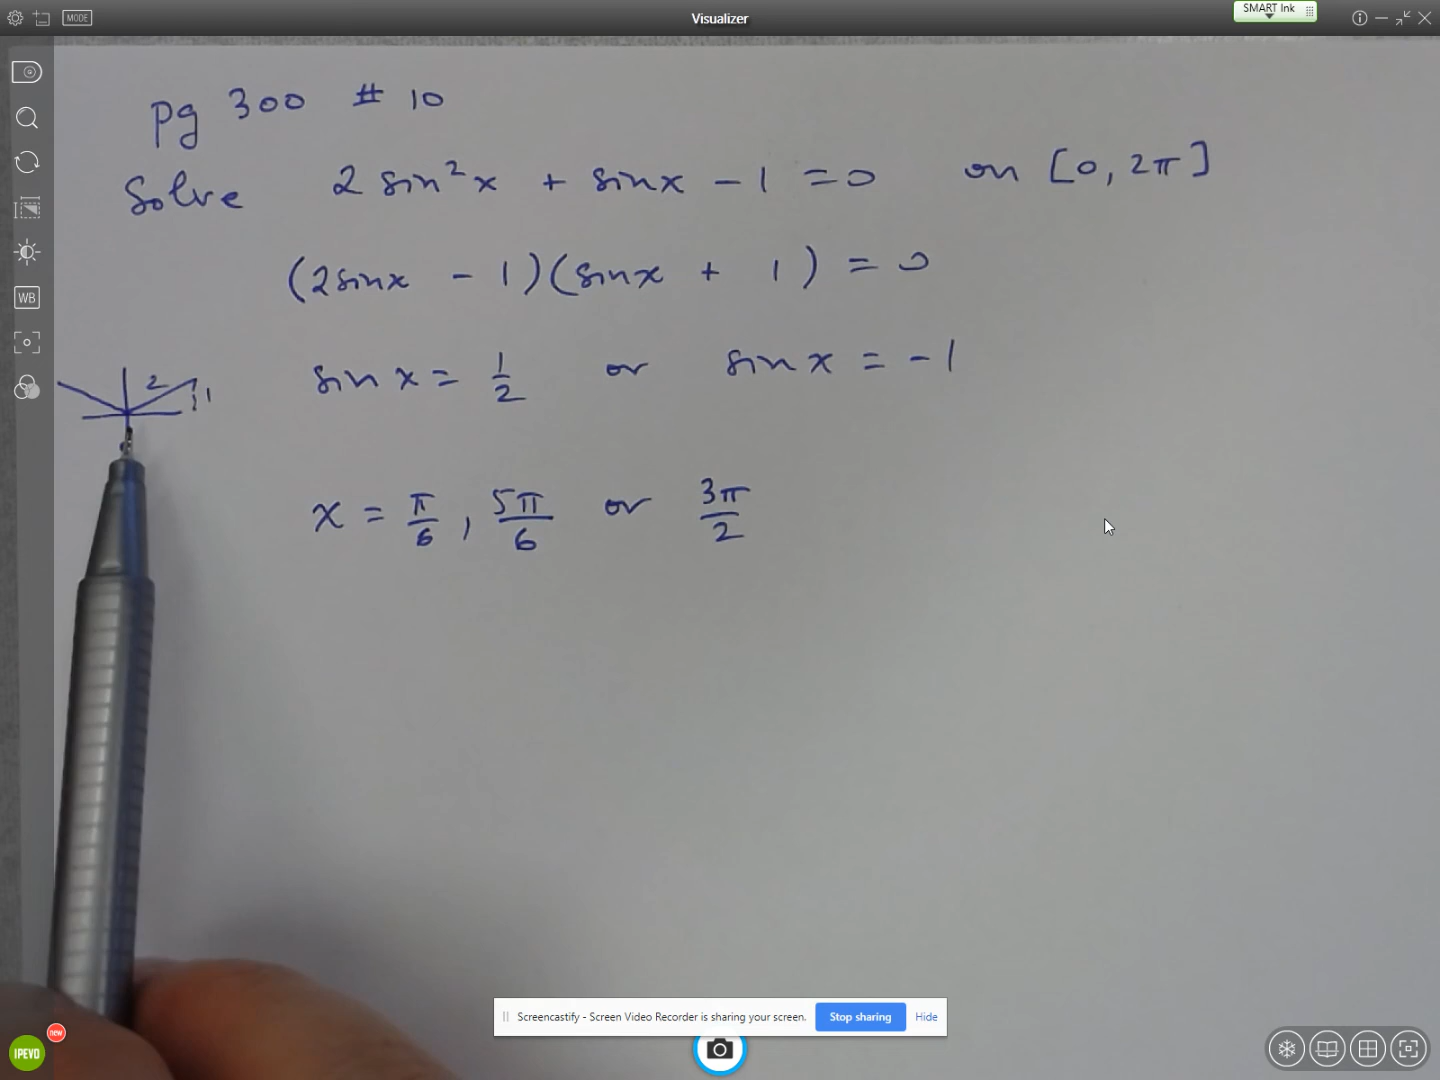 MODE
Visualizer
SMART Ink
Pg 300 # 10
Solve 2 sin²x + sinx - 1 = 0 on [0, 2π]
WB
(2sinx - 1)(sinx + 1) = 0
sin x = 1/2 or sin x = -1
2
1
x = π/6, 5π/6 or 3π/2
Screencastify - Screen Video Recorder is sharing your screen. Stop sharing Hide
new
IPEVO